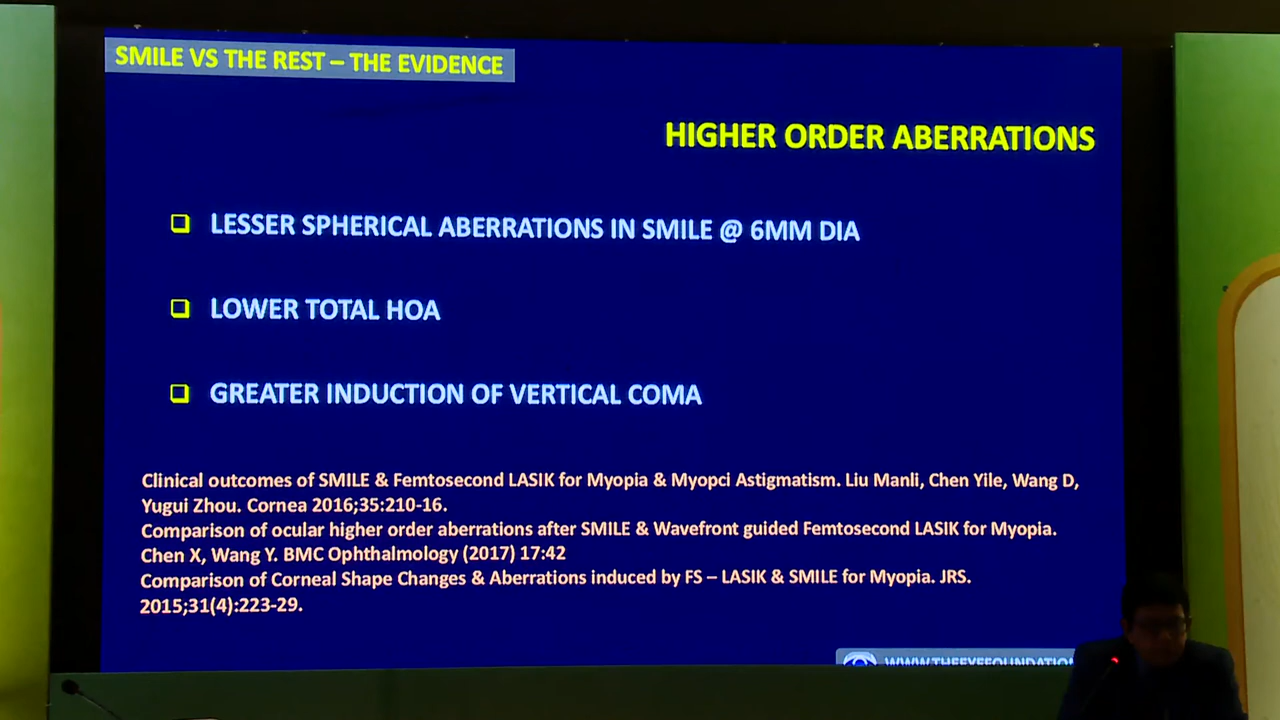 SMILE VS THE REST – THE EVIDENCE
HIGHER ORDER ABERRATIONS
LESSER SPHERICAL ABERRATIONS IN SMILE @ 6MM DIA
LOWER TOTAL HOA
GREATER INDUCTION OF VERTICAL COMA
Clinical outcomes of SMILE & Femtosecond LASIK for Myopia & Myopci Astigmatism. Liu Manli, Chen Yile, Wang D,
Yugui Zhou. Cornea 2016;35:210-16.
Comparison of ocular higher order aberrations after SMILE & Wavefront guided Femtosecond LASIK for Myopia.
Chen X, Wang Y. BMC Ophthalmology (2017) 17:42
Comparison of Corneal Shape Changes & Aberrations induced by FS – LASIK & SMILE for Myopia. JRS.
2015;31(4):223-29.